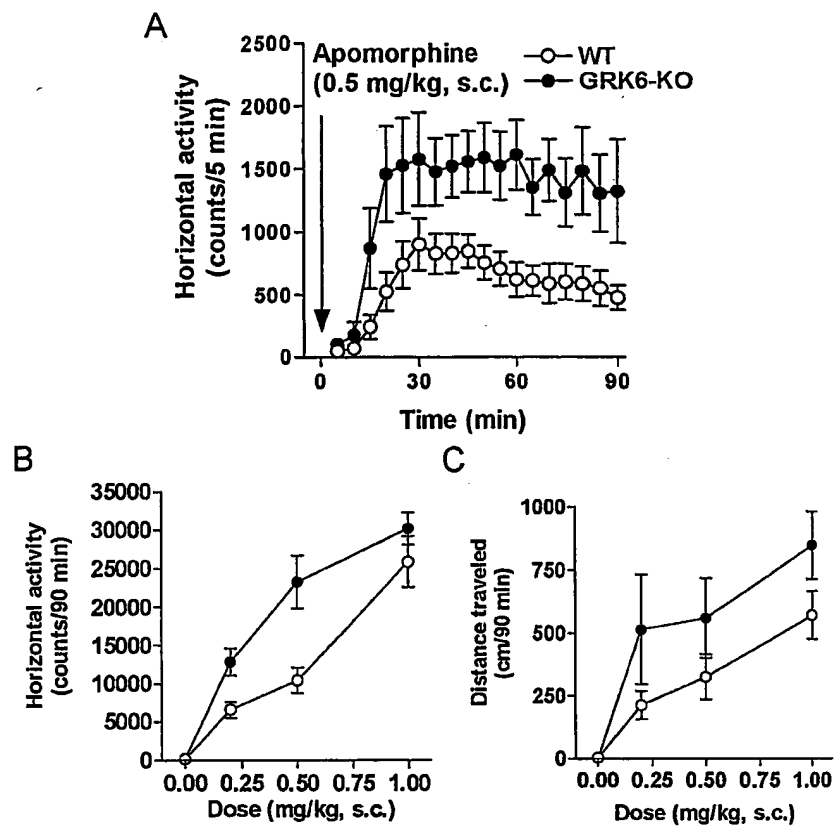 A
Apomorphine
(0.5 mg/kg, s.c.)
WT
GRK6-KO
Horizontal activity
(counts/5 min)
2500
2000
1500
1000
500
0
0
30
60
90
Time (min)
B
Horizontal activity
(counts/90 min)
35000
30000
25000
20000
15000
10000
5000
0
0.00
0.25
0.50
0.75
1.00
Dose (mg/kg, s.c.)
C
Distance traveled
(cm/90 min)
1000
750
500
250
0
0.00
0.25
0.50
0.75
1.00
Dose (mg/kg, s.c.)